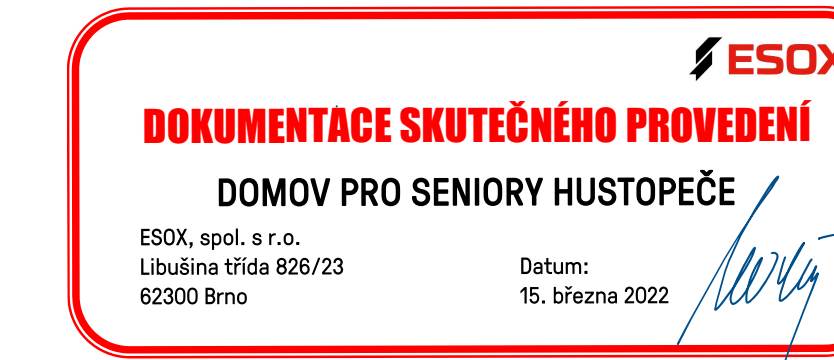 ESOX
DOKUMENTACE SKUTEČNÉHO PROVEDENÍ
DOMOV PRO SENIORY HUSTOPEČE
ESOX, spol. s r.o.
Libušina třída 826/23
62300 Brno
Datum:
15. března 2022